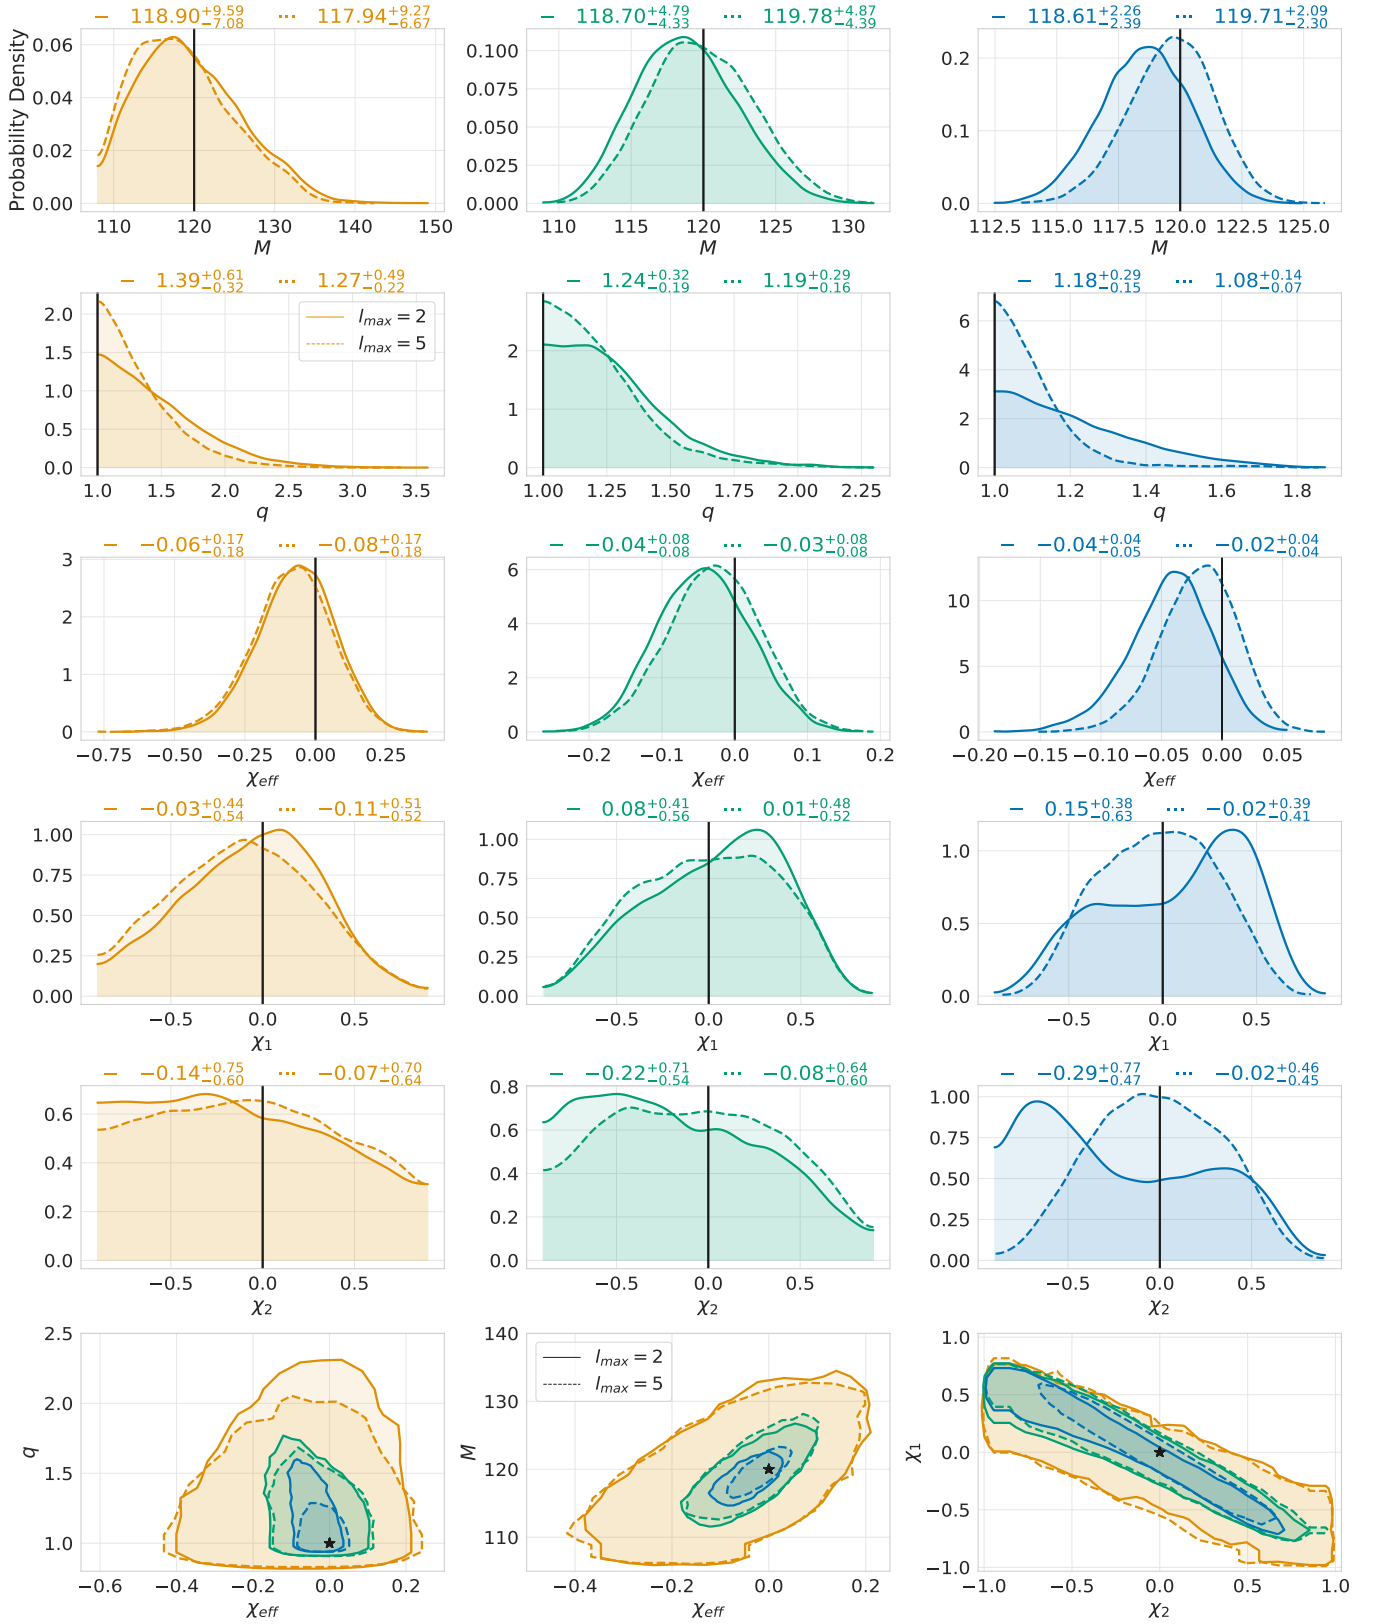 − 118.90 +9.59 −7.08 ··· 117.94 +9.27 −6.67
− 118.70 +4.79 −4.33 ··· 119.78 +4.87 −4.39
− 118.61 +2.26 −2.39 ··· 119.71 +2.09 −2.30
Probability Density
0.06
0.04
0.02
0.00
110 120 130 140 150
M
0.100
0.075
0.050
0.025
0.000
110 115 120 125 130
M
0.2
0.1
0.0
112.5 115.0 117.5 120.0 122.5 125.0
M
− 1.39 +0.61 −0.32 ··· 1.27 +0.49 −0.22
− 1.24 +0.32 −0.19 ··· 1.19 +0.29 −0.16
− 1.18 +0.29 −0.15 ··· 1.08 +0.14 −0.07
l_max = 2
l_max = 5
2.0
1.5
1.0
0.5
0.0
1.0 1.5 2.0 2.5 3.0 3.5
q
2
1
0
1.00 1.25 1.50 1.75 2.00 2.25
q
6
4
2
0
1.0 1.2 1.4 1.6 1.8
q
− −0.06 +0.17 −0.18 ··· −0.08 +0.17 −0.18
− −0.04 +0.08 −0.08 ··· −0.03 +0.08 −0.08
− −0.04 +0.04 −0.05 ··· −0.02 +0.04 −0.04
3
2
1
0
−0.75 −0.50 −0.25 0.00 0.25
χ_eff
6
4
2
0
−0.2 −0.1 0.0 0.1 0.2
χ_eff
10
5
0
−0.20 −0.15 −0.10 −0.05 0.00 0.05
χ_eff
− −0.03 +0.44 −0.54 ··· −0.11 +0.51 −0.52
− 0.08 +0.41 −0.56 ··· 0.01 +0.48 −0.52
− 0.15 +0.38 −0.63 ··· −0.02 +0.39 −0.41
1.00
0.75
0.50
0.25
0.00
−0.5 0.0 0.5
χ₁
1.00
0.75
0.50
0.25
0.00
−0.5 0.0 0.5
χ₁
1.0
0.5
0.0
−0.5 0.0 0.5
χ₁
− −0.14 +0.75 −0.60 ··· −0.07 +0.70 −0.64
− −0.22 +0.71 −0.54 ··· −0.08 +0.64 −0.60
− −0.29 +0.77 −0.47 ··· −0.02 +0.46 −0.45
0.6
0.4
0.2
0.0
−0.5 0.0 0.5
χ₂
0.8
0.6
0.4
0.2
0.0
−0.5 0.0 0.5
χ₂
1.00
0.75
0.50
0.25
0.00
−0.5 0.0 0.5
χ₂
2.5
2.0
q
1.5
1.0
−0.6 −0.4 −0.2 0.0 0.2
χ_eff
l_max = 2
l_max = 5
140
130
M
120
110
−0.4 −0.2 0.0 0.2
χ_eff
1.0
0.5
χ₁
0.0
−0.5
−1.0
−1.0 −0.5 0.0 0.5 1.0
χ₂